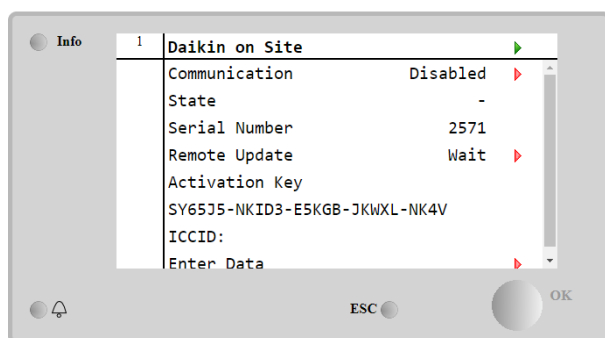 Info
1 Daikin on Site
Communication Disabled
State -
Serial Number 2571
Remote Update Wait
Activation Key
SY65J5-NKID3-E5KGB-JKWXL-NK4V
ICCID:
Enter Data
ESC
OK